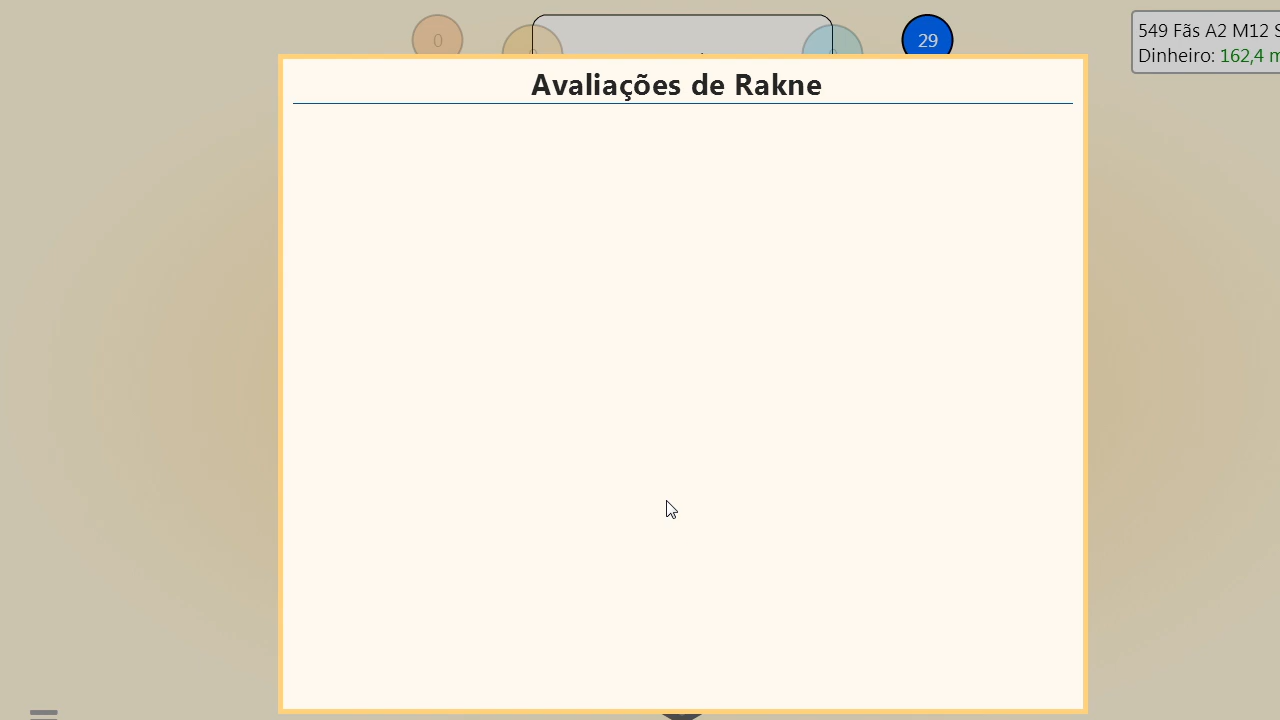 0
29
549 Fãs A2 M12 S
Dinheiro: 162,4 m
Avaliações de Rakne